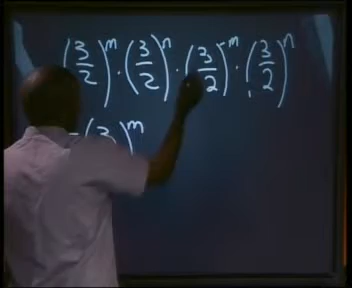 (3/2)^m · (3/2)^n · (3/2)^m · (3/2)^n
= (3/2)^m